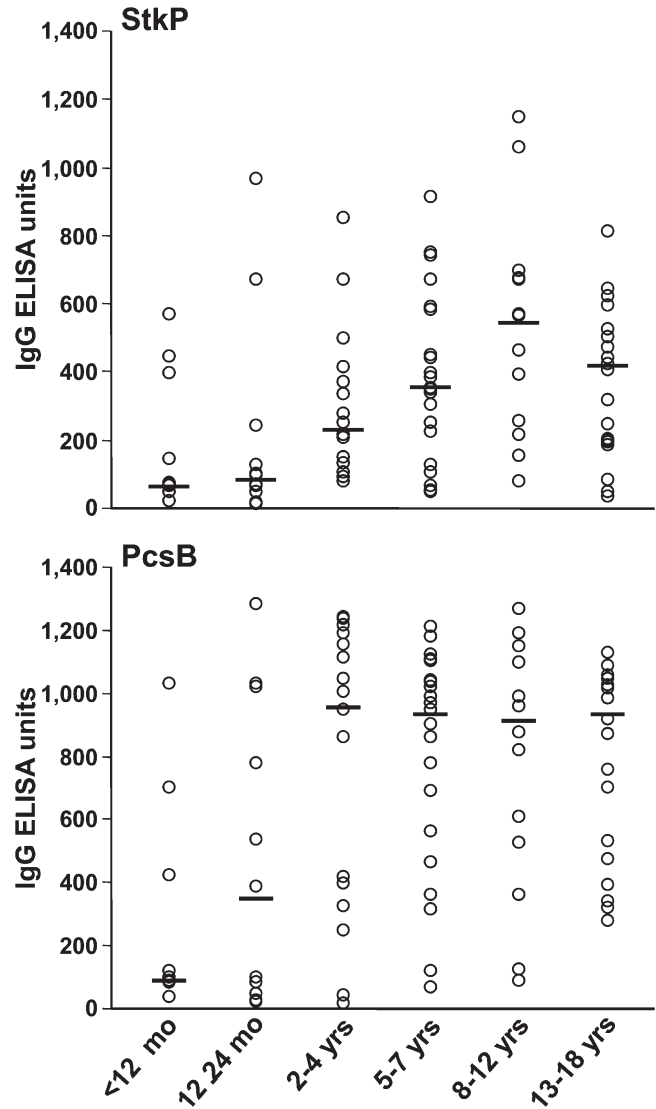 StkP
1,400
1,200
1,000
800
600
400
200
0
IgG ELISA units
PcsB
1,400
1,200
1,000
800
600
400
200
0
IgG ELISA units
<12 mo
12 24 mo
2-4 yrs
5-7 yrs
8-12 yrs
13-18 yrs